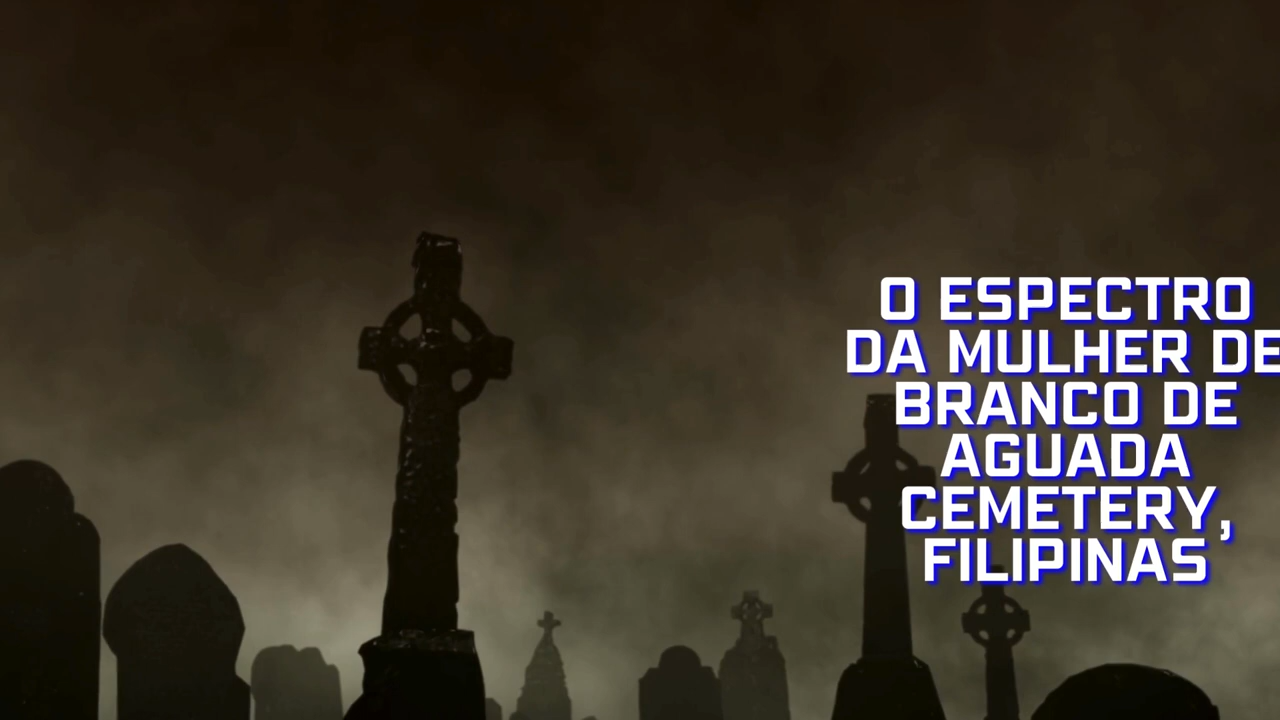 O ESPECTRO
DA MULHER DE
BRANCO DE
AGUADA
CEMETERY,
FILIPINAS